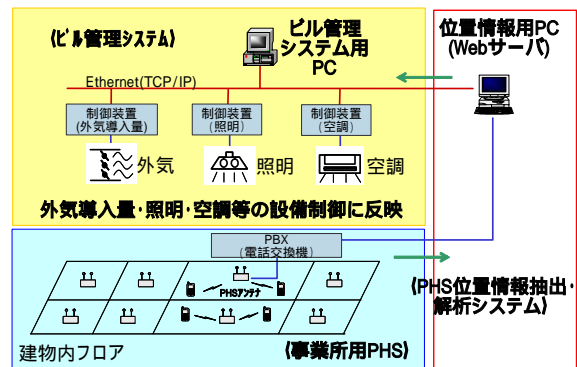 (ビル管理システム)
ビル管理
システム用
PC
位置情報用PC
(Webサーバ)
Ethernet(TCP/IP)
制御装置
(外気導入量)
制御装置
(照明)
制御装置
(空調)
外気
照明
空調
外気導入量・照明・空調等の設備制御に反映
PBX
(電話交換機)
PHSアンテナ
(PHS位置情報抽出・
解析システム)
建物内フロア
(事業所用PHS)